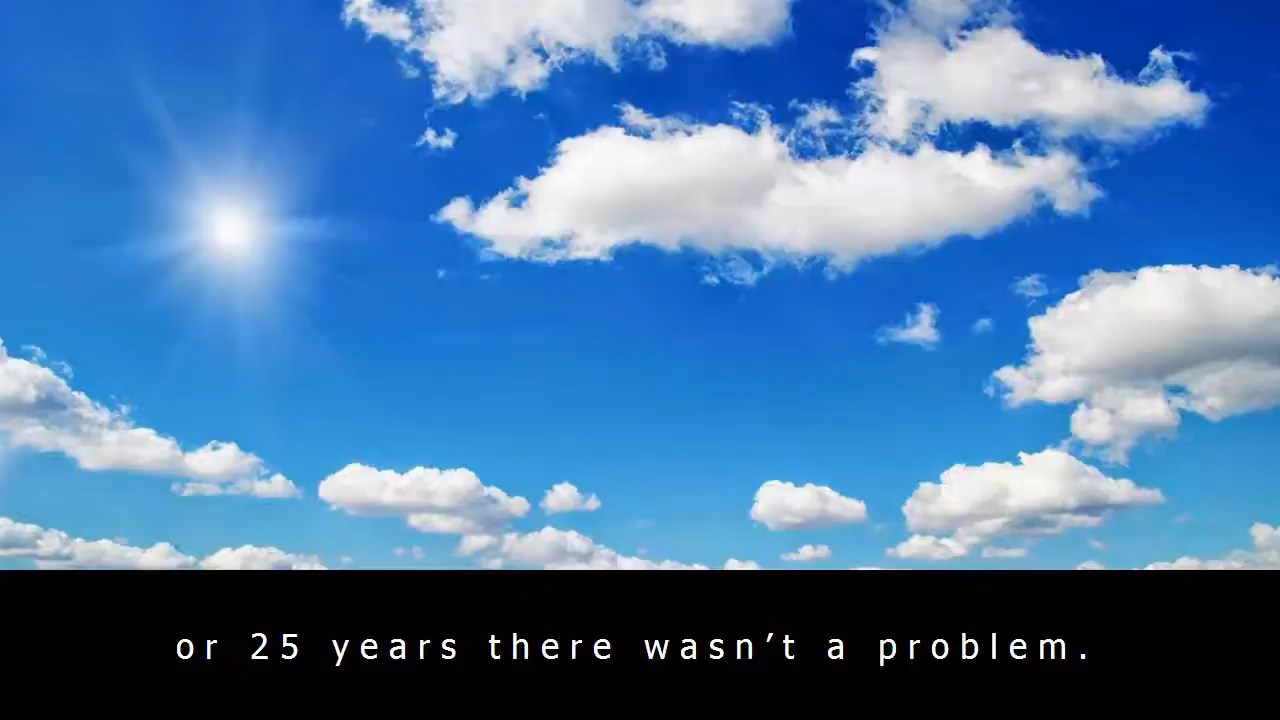 or 25 years there wasn’t a problem.